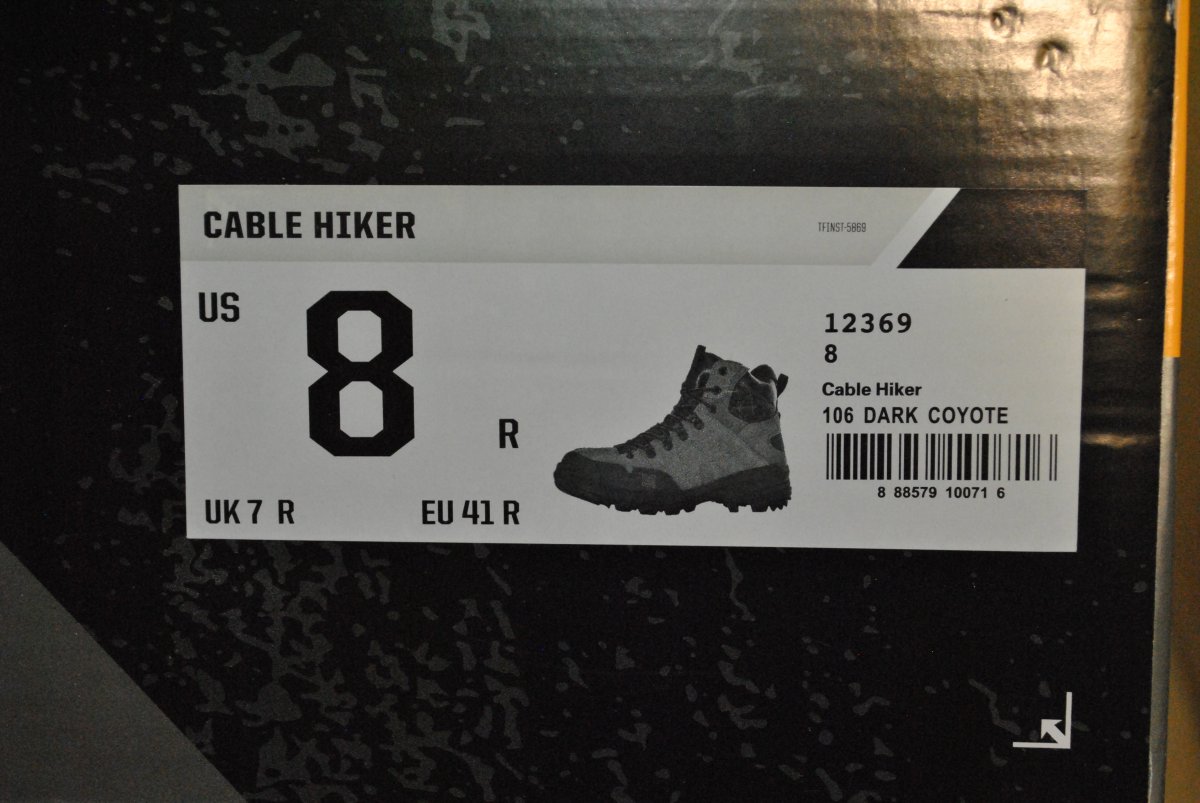 CABLE HIKER
TFINST-5869
US 8 R
UK 7 R EU 41 R
12369
8
Cable Hiker
106 DARK COYOTE
8 88579 10071 6